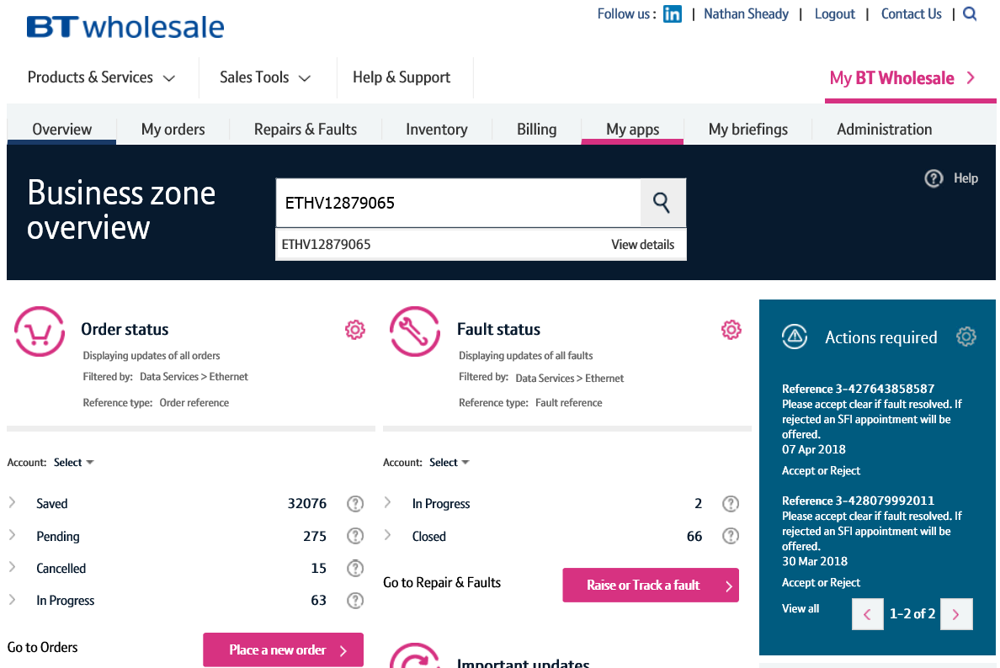 BT wholesale
Follow us : in | Nathan Sheady | Logout | Contact Us |
Products & Services
Sales Tools
Help & Support
My BT Wholesale
Overview
My orders
Repairs & Faults
Inventory
Billing
My apps
My briefings
Administration
Business zone
overview
ETHV12879065
ETHV12879065 View details
? Help
Order status
Displaying updates of all orders
Filtered by: Data Services > Ethernet
Reference type: Order reference
Account: Select
Saved 32076 ?
Pending 275 ?
Cancelled 15 ?
In Progress 63 ?
Go to Orders
Place a new order
Fault status
Displaying updates of all faults
Filtered by: Data Services > Ethernet
Reference type: Fault reference
Account: Select
In Progress 2 ?
Closed 66 ?
Go to Repair & Faults
Raise or Track a fault
Important updates
Actions required
Reference 3-427643858587
Please accept clear if fault resolved. If
rejected an SFI appointment will be
offered.
07 Apr 2018
Accept or Reject
Reference 3-428079992011
Please accept clear if fault resolved. If
rejected an SFI appointment will be
offered.
30 Mar 2018
Accept or Reject
View all
1-2 of 2